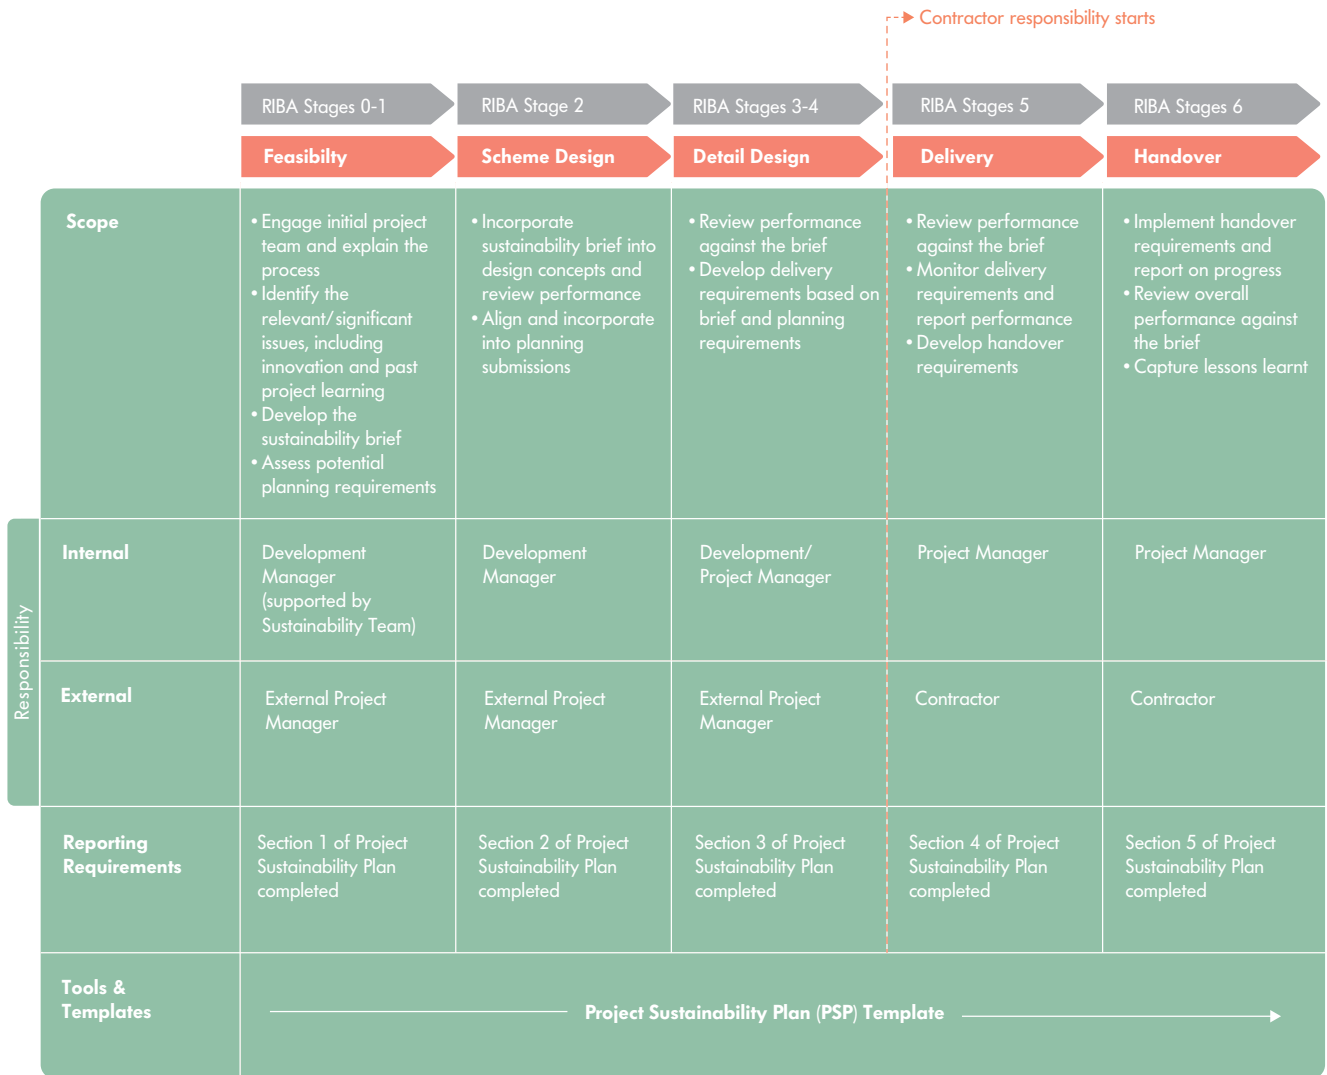 Contractor responsibility starts
RIBA Stages 0-1
RIBA Stage 2
RIBA Stages 3-4
RIBA Stages 5
RIBA Stages 6
Feasibilty
Scheme Design
Detail Design
Delivery
Handover
Scope
• Engage initial project
team and explain the
process
• Identify the
relevant/significant
issues, including
innovation and past
project learning
• Develop the
sustainability brief
• Assess potential
planning requirements
• Incorporate
sustainability brief into
design concepts and
review performance
• Align and incorporate
into planning
submissions
• Review performance
against the brief
• Develop delivery
requirements based on
brief and planning
requirements
• Review performance
against the brief
• Monitor delivery
requirements and
report performance
• Develop handover
requirements
• Implement handover
requirements and
report on progress
• Review overall
performance against
the brief
• Capture lessons learnt
Responsibility
Internal
Development
Manager
(supported by
Sustainability Team)
Development
Manager
Development/
Project Manager
Project Manager
Project Manager
External
External Project
Manager
External Project
Manager
External Project
Manager
Contractor
Contractor
Reporting
Requirements
Section 1 of Project
Sustainability Plan
completed
Section 2 of Project
Sustainability Plan
completed
Section 3 of Project
Sustainability Plan
completed
Section 4 of Project
Sustainability Plan
completed
Section 5 of Project
Sustainability Plan
completed
Tools &
Templates
Project Sustainability Plan (PSP) Template